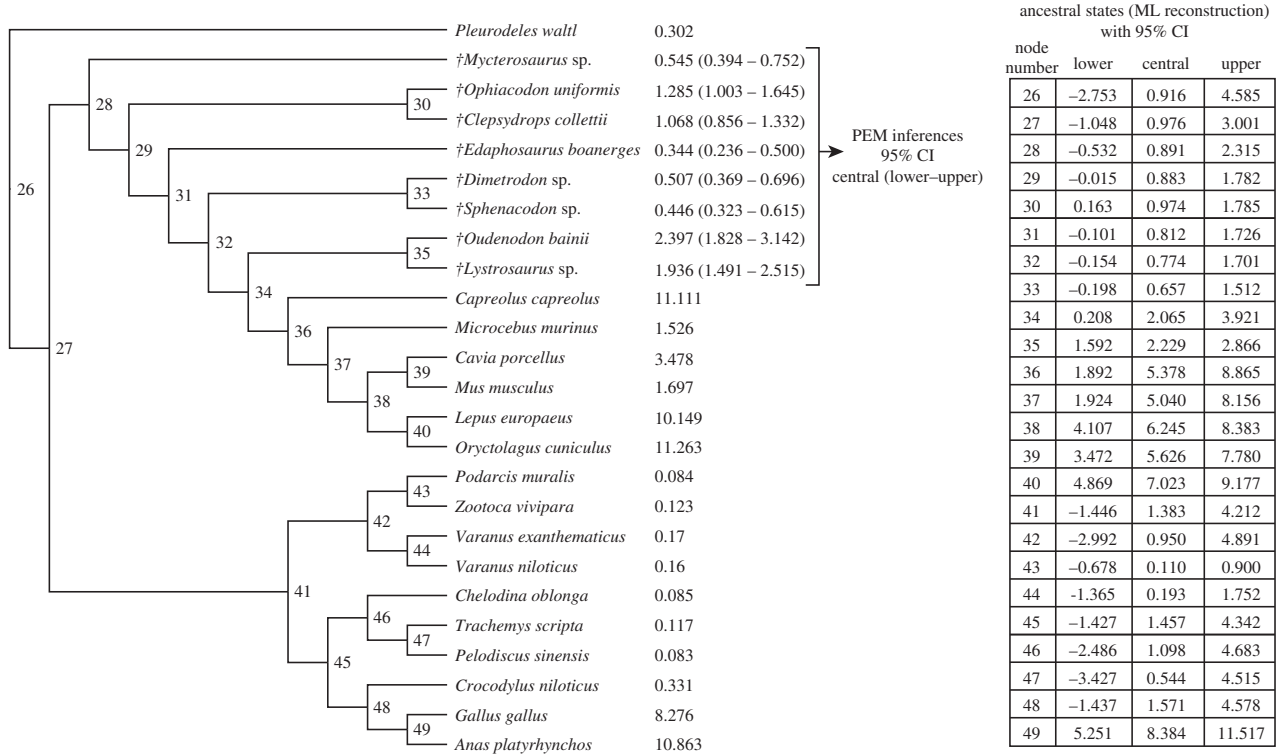 Pleurodeles waltl 0.302
†Mycterosaurus sp. 0.545 (0.394 – 0.752)
†Ophiacodon uniformis 1.285 (1.003 – 1.645)
†Clepsydrops collettii 1.068 (0.856 – 1.332)
†Edaphosaurus boanerges 0.344 (0.236 – 0.500)
†Dimetrodon sp. 0.507 (0.369 – 0.696)
†Sphenacodon sp. 0.446 (0.323 – 0.615)
†Oudenodon bainii 2.397 (1.828 – 3.142)
†Lystrosaurus sp. 1.936 (1.491 – 2.515)
Capreolus capreolus 11.111
Microcebus murinus 1.526
Cavia porcellus 3.478
Mus musculus 1.697
Lepus europaeus 10.149
Oryctolagus cuniculus 11.263
Podarcis muralis 0.084
Zootoca vivipara 0.123
Varanus exanthematicus 0.17
Varanus niloticus 0.16
Chelodina oblonga 0.085
Trachemys scripta 0.117
Pelodiscus sinensis 0.083
Crocodylus niloticus 0.331
Gallus gallus 8.276
Anas platyrhynchos 10.863
26
27
28
29
30
31
32
33
34
35
36
37
38
39
40
41
42
43
44
45
46
47
48
49
PEM inferences
95% CI
central (lower–upper)
ancestral states (ML reconstruction)
with 95% CI
node
number lower central upper
26 –2.753 0.916 4.585
27 –1.048 0.976 3.001
28 –0.532 0.891 2.315
29 –0.015 0.883 1.782
30 0.163 0.974 1.785
31 –0.101 0.812 1.726
32 –0.154 0.774 1.701
33 –0.198 0.657 1.512
34 0.208 2.065 3.921
35 1.592 2.229 2.866
36 1.892 5.378 8.865
37 1.924 5.040 8.156
38 4.107 6.245 8.383
39 3.472 5.626 7.780
40 4.869 7.023 9.177
41 –1.446 1.383 4.212
42 –2.992 0.950 4.891
43 –0.678 0.110 0.900
44 -1.365 0.193 1.752
45 –1.427 1.457 4.342
46 –2.486 1.098 4.683
47 –3.427 0.544 4.515
48 –1.437 1.571 4.578
49 5.251 8.384 11.517